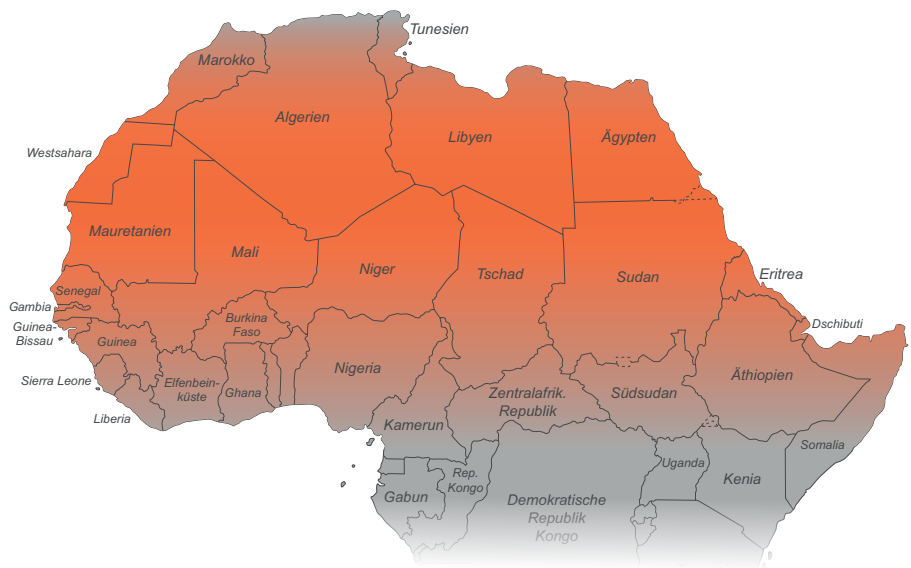 Tunesien
Marokko
Algerien
Libyen
Ägypten
Westsahara
Mauretanien
Mali
Niger
Tschad
Sudan
Eritrea
Senegal
Gambia
Guinea-
Bissau
Guinea
Burkina
Faso
Dschibuti
Sierra Leone
Elfenbein-
küste
Ghana
Nigeria
Liberia
Zentralafrik.
Republik
Südsudan
Äthiopien
Kamerun
Somalia
Uganda
Kenia
Rep.
Kongo
Gabun
Demokratische
Republik
Kongo